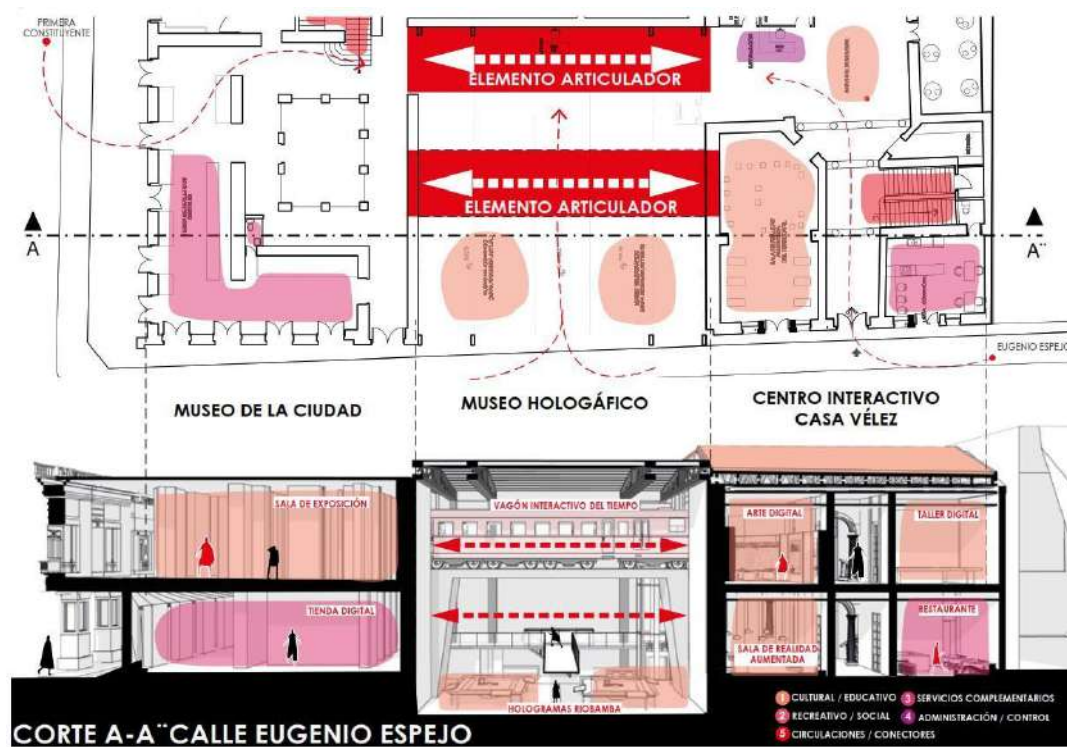 PRIMERA
CONSTITUYENTE
ELEMENTO ARTICULADOR
ELEMENTO ARTICULADOR
A
A¨
EUGENIO ESPEJO
MUSEO DE LA CIUDAD
MUSEO HOLOGÁFICO
CENTRO INTERACTIVO
CASA VÉLEZ
SALA DE EXPOSICIÓN
VAGÓN INTERACTIVO DEL TIEMPO
ARTE DIGITAL
TALLER DIGITAL
TIENDA DIGITAL
RESTAURANTE
SALA DE REALIDAD
AUMENTADA
HOLOGRAMAS RIOBAMBA
1 CULTURAL / EDUCATIVO
2 RECREATIVO / SOCIAL
5 CIRCULACIONES / CONECTORES
3 SERVICIOS COMPLEMENTARIOS
4 ADMINISTRACIÓN / CONTROL
CORTE A-A¨CALLE EUGENIO ESPEJO